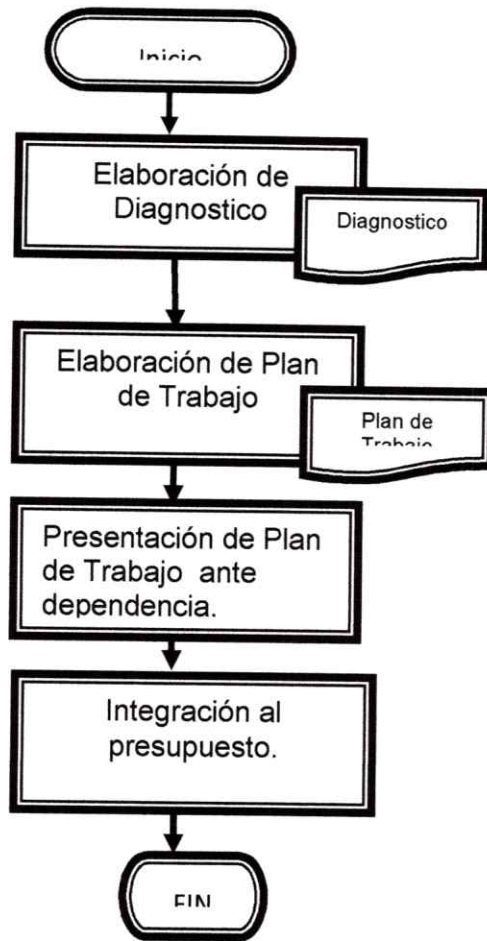 Inicio
Elaboración de
Diagnostico
Diagnostico
Elaboración de Plan
de Trabajo
Plan de
Trabajo
Presentación de Plan
de Trabajo ante
dependencia.
Integración al
presupuesto.
FIN